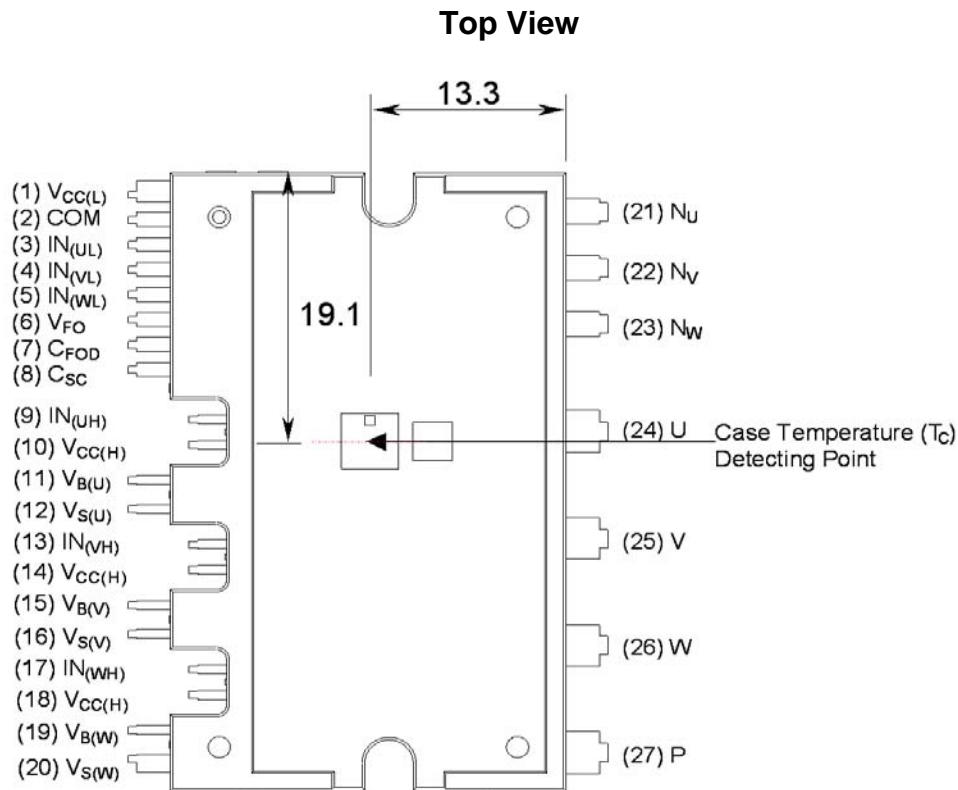 Top View
13.3
19.1
(1) VCC(L)
(2) COM
(3) IN(UL)
(4) IN(VL)
(5) IN(WL)
(6) VFO
(7) CFOD
(8) CSC
(9) IN(UH)
(10) VCC(H)
(11) VB(U)
(12) VS(U)
(13) IN(VH)
(14) VCC(H)
(15) VB(V)
(16) VS(V)
(17) IN(WH)
(18) VCC(H)
(19) VB(W)
(20) VS(W)
(21) NU
(22) NV
(23) NW
(24) U
Case Temperature (TC)
Detecting Point
(25) V
(26) W
(27) P